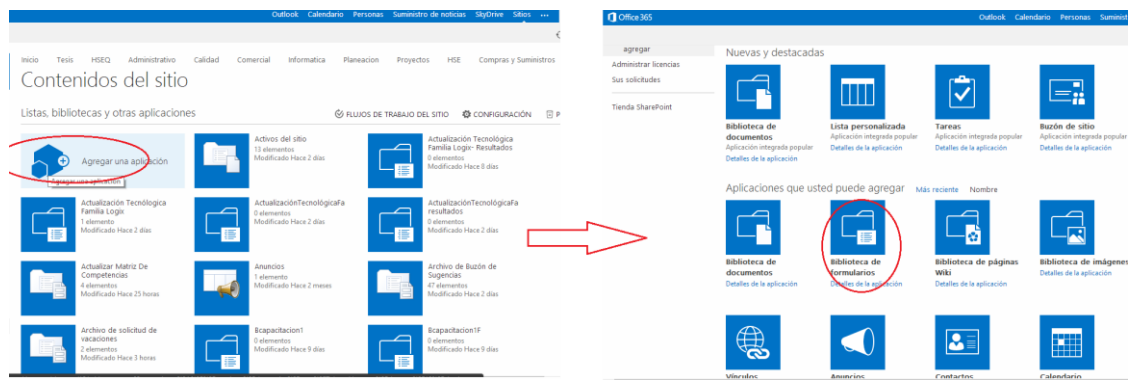 Outlook Calendario Personas Suministro de noticias SkyDrive Sitios ...
Inicio Tesis HSEQ Administrativo Calidad Comercial Informatica Planeacion Proyectos HSE Compras y Suministros
Contenidos del sitio
Listas, bibliotecas y otras aplicaciones
FLUJOS DE TRABAJO DEL SITIO CONFIGURACIÓN P
Agregar una aplicación
Agregar una aplicación
Activos del sitio
13 elementos
Modificado Hace 2 días
Actualización Tecnológica
Familia Logix- Resultados
0 elementos
Modificado Hace 8 días
Actualización Tecnólogica
Familia Logix
1 elemento
Modificado Hace 2 días
ActualizaciónTecnológicaFa
0 elementos
Modificado Hace 2 días
ActualizaciónTecnológicaFa
resultados
0 elementos
Modificado Hace 2 días
Actualizar Matriz De
Competencias
4 elementos
Modificado Hace 25 horas
Anuncios
1 elemento
Modificado Hace 2 meses
Archivo de Buzón de
Sugencias
47 elementos
Modificado Hace 2 días
Archivo de solicitud de
vacaciones
2 elementos
Modificado Hace 3 horas
Bcapacitacion1
0 elementos
Modificado Hace 9 días
Bcapacitacion1F
0 elementos
Modificado Hace 9 días
Office 365
Outlook Calendario Personas Suminist
agregar
Administrar licencias
Sus solicitudes
Tienda SharePoint
Nuevas y destacadas
Biblioteca de
documentos
Aplicación integrada popular
Detalles de la aplicación
Lista personalizada
Aplicación integrada popular
Detalles de la aplicación
Tareas
Aplicación integrada popular
Detalles de la aplicación
Buzón de sitio
Aplicación integrada popular
Detalles de la aplicación
Aplicaciones que usted puede agregar Más reciente Nombre
Biblioteca de
documentos
Detalles de la aplicación
Biblioteca de
formularios
Detalles de la aplicación
Biblioteca de páginas
Wiki
Detalles de la aplicación
Biblioteca de imágenes
Detalles de la aplicación
Vínculos
Anuncios
Contactos
Calendario